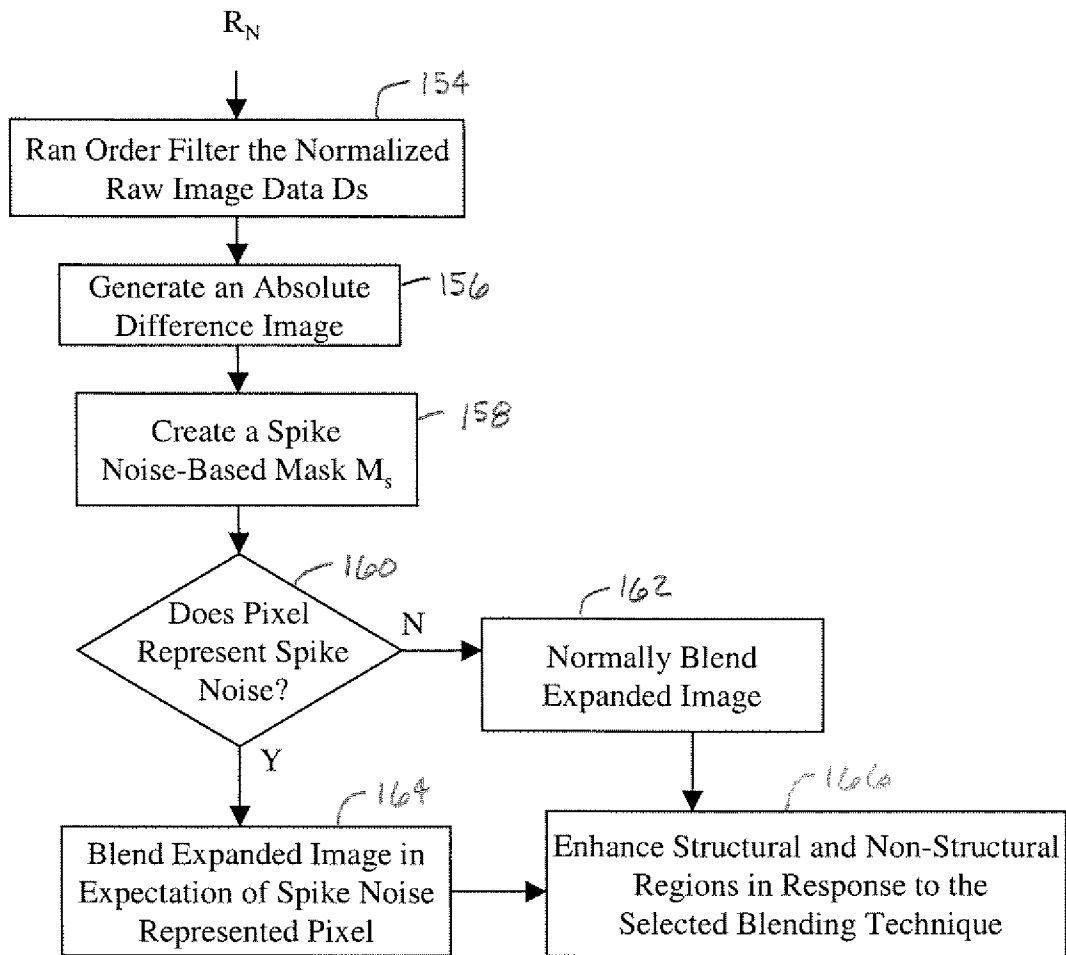 R_N
154
Ran Order Filter the Normalized
Raw Image Data Ds
156
Generate an Absolute
Difference Image
158
Create a Spike
Noise-Based Mask M_s
160
Does Pixel
Represent Spike
Noise?
N
162
Normally Blend
Expanded Image
Y
164
Blend Expanded Image in
Expectation of Spike Noise
Represented Pixel
166
Enhance Structural and Non-Structural
Regions in Response to the
Selected Blending Technique